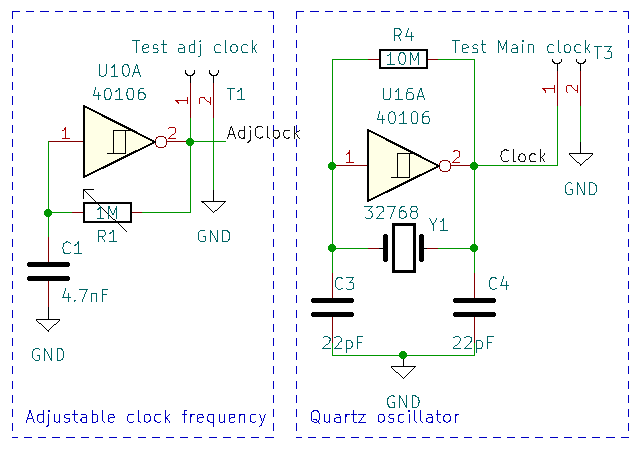 Test adj clock
U10A
40106
1
2
1
2
T1
AdjClock
1M
R1
GND
C1
4.7nF
GND
Adjustable clock frequency
R4
10M
Test Main clock
T3
U16A
40106
1
2
1
2
Clock
GND
32768
Y1
C3
22pF
C4
22pF
GND
Quartz oscillator